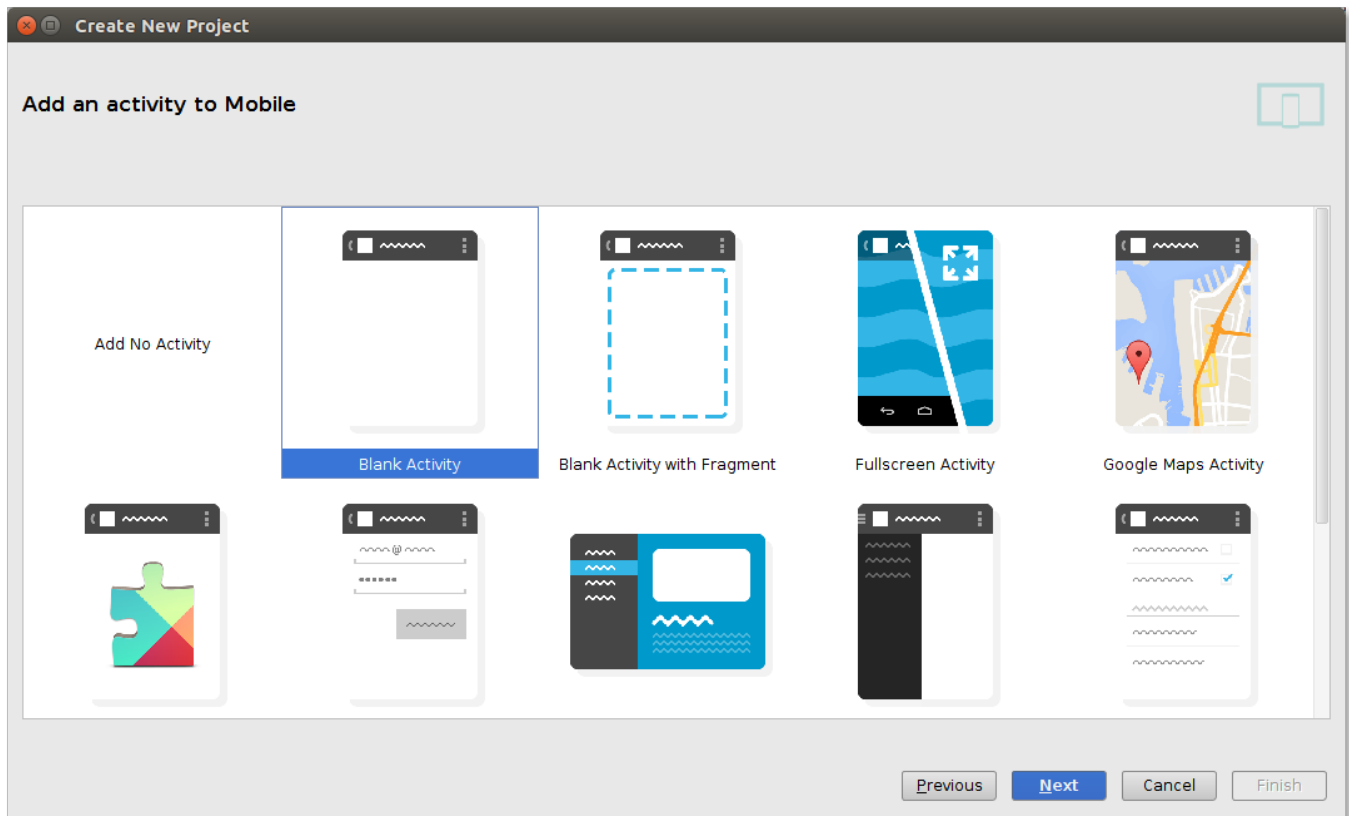 Create New Project
Add an activity to Mobile
Add No Activity
Blank Activity
Blank Activity with Fragment
Fullscreen Activity
Google Maps Activity
@
Previous
Next
Cancel
Finish